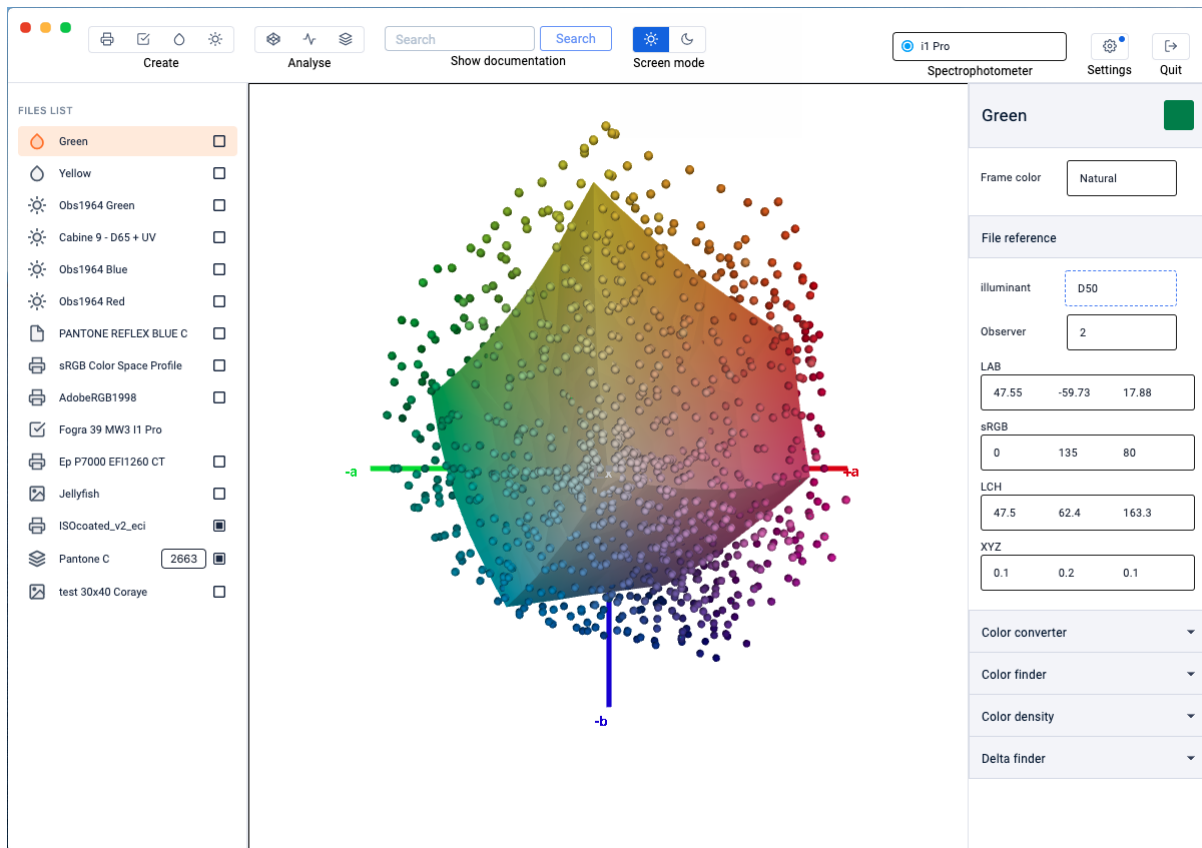 Search
Search
i1 Pro
Create
Analyse
Show documentation
Screen mode
Spectrophotometer
Settings
Quit
FILES LIST
Green
Yellow
Obs1964 Green
Cabine 9 - D65 + UV
Obs1964 Blue
Obs1964 Red
PANTONE REFLEX BLUE C
sRGB Color Space Profile
AdobeRGB1998
Fogra 39 MW3 I1 Pro
Ep P7000 EFI1260 CT
Jellyfish
ISOcoated_v2_eci
Pantone C 2663
test 30x40 Coraye
-a
+a
-b
Green
Frame color Natural
File reference
illuminant D50
Observer 2
LAB
47.55 -59.73 17.88
sRGB
0 135 80
LCH
47.5 62.4 163.3
XYZ
0.1 0.2 0.1
Color converter
Color finder
Color density
Delta finder